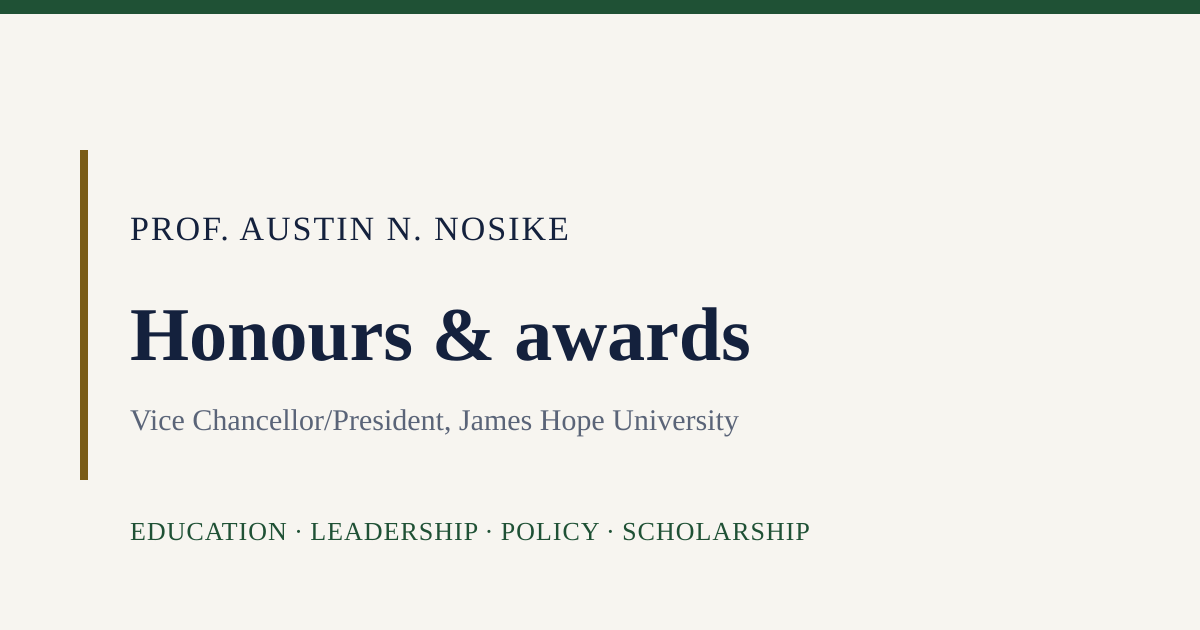 PROF. AUSTIN N. NOSIKE
Honours & awards
Vice Chancellor/President, James Hope University
EDUCATION · LEADERSHIP · POLICY · SCHOLARSHIP